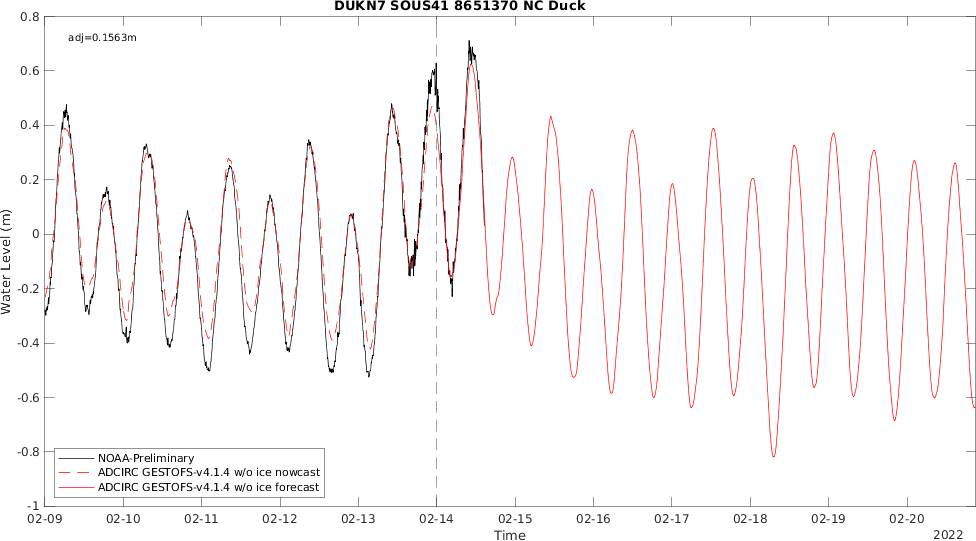 DUKN7 SOUS41 8651370 NC Duck
adj=0.1563m
0.8
0.6
0.4
0.2
0
-0.2
-0.4
-0.6
-0.8
-1
Water Level (m)
NOAA-Preliminary
ADCIRC GESTOFS-v4.1.4 w/o ice nowcast
ADCIRC GESTOFS-v4.1.4 w/o ice forecast
02-09 02-10 02-11 02-12 02-13 02-14 02-15 02-16 02-17 02-18 02-19 02-20
Time
2022